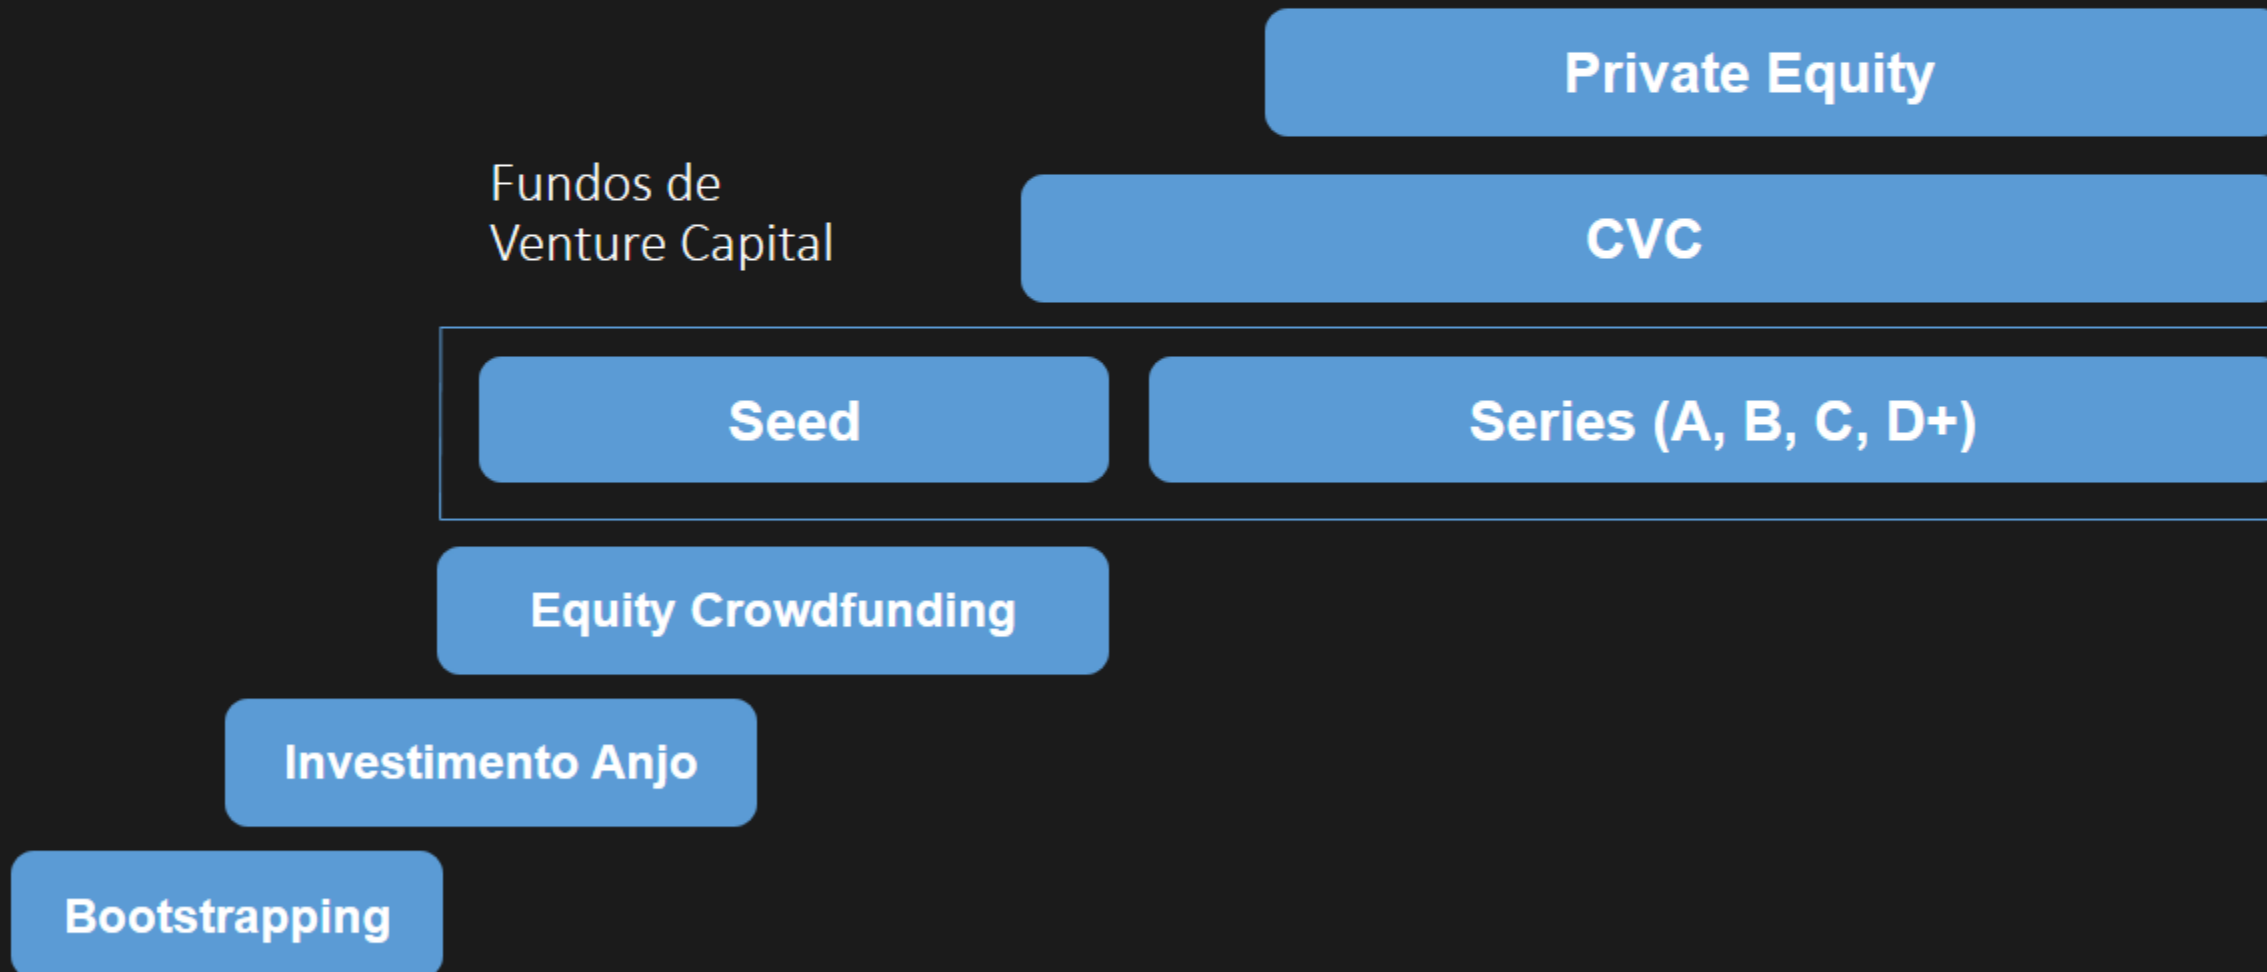 Private Equity
Fundos de
Venture Capital
CVC
Seed
Series (A, B, C, D+)
Equity Crowdfunding
Investimento Anjo
Bootstrapping